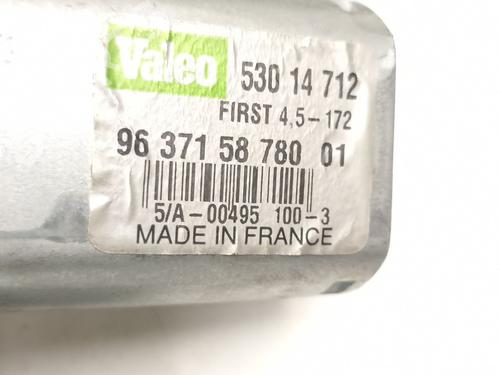 Valeo 530 14 712
FIRST 4,5-172
96 371 58 780 01
5/A-00495 100-3
MADE IN FRANCE